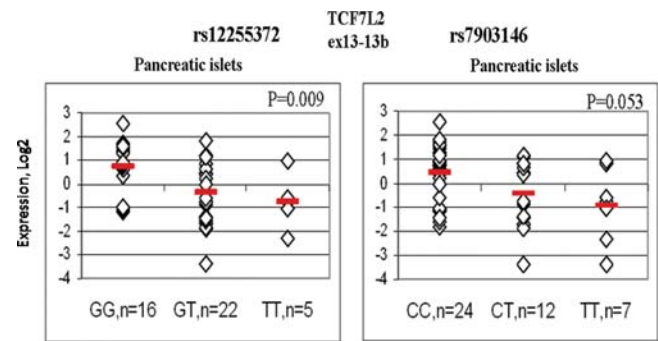 TCF7L2
rs12255372 ex13-13b rs7903146
Pancreatic islets Pancreatic islets
P=0.009 P=0.053
Expression, Log2
3 3
2 2
1 1
0 0
-1 -1
-2 -2
-3 -3
-4 -4
GG,n=16 GT,n=22 TT,n=5 CC,n=24 CT,n=12 TT,n=7